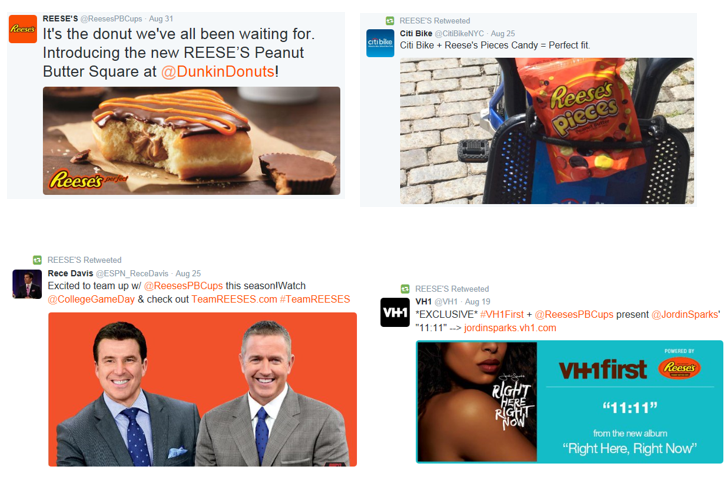 REESE'S @ReesesPBCups · Aug 31
It's the donut we've all been waiting for.
Introducing the new REESE'S Peanut
Butter Square at @DunkinDonuts!
Reese's
Reese's perfect
REESE'S Retweeted
Citi Bike @CitiBikeNYC · Aug 25
citi bike
Citi Bike + Reese's Pieces Candy = Perfect fit.
Reese's
pieces
REESE'S Retweeted
Rece Davis @ESPN_ReceDavis · Aug 25
Excited to team up w/ @ReesesPBCups this season!Watch
@CollegeGameDay & check out TeamREESES.com #TeamREESES
REESE'S Retweeted
VH1 @VH1 · Aug 19
VH1
*EXCLUSIVE* #VH1First + @ReesesPBCups present @JordinSparks'
"11:11" --> jordinsparks.vh1.com
Jordin Sparks
RIGHT
HERE
RIGHT
NOW
POWERED BY
VH1first
Reese's
“11:11”
from the new album
“Right Here, Right Now”